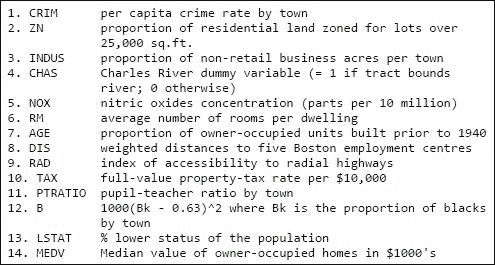 1. CRIM per capita crime rate by town
2. ZN proportion of residential land zoned for lots over
25,000 sq.ft.
3. INDUS proportion of non-retail business acres per town
4. CHAS Charles River dummy variable (= 1 if tract bounds
river; 0 otherwise)
5. NOX nitric oxides concentration (parts per 10 million)
6. RM average number of rooms per dwelling
7. AGE proportion of owner-occupied units built prior to 1940
8. DIS weighted distances to five Boston employment centres
9. RAD index of accessibility to radial highways
10. TAX full-value property-tax rate per $10,000
11. PTRATIO pupil-teacher ratio by town
12. B 1000(Bk - 0.63)^2 where Bk is the proportion of blacks
by town
13. LSTAT % lower status of the population
14. MEDV Median value of owner-occupied homes in $1000's